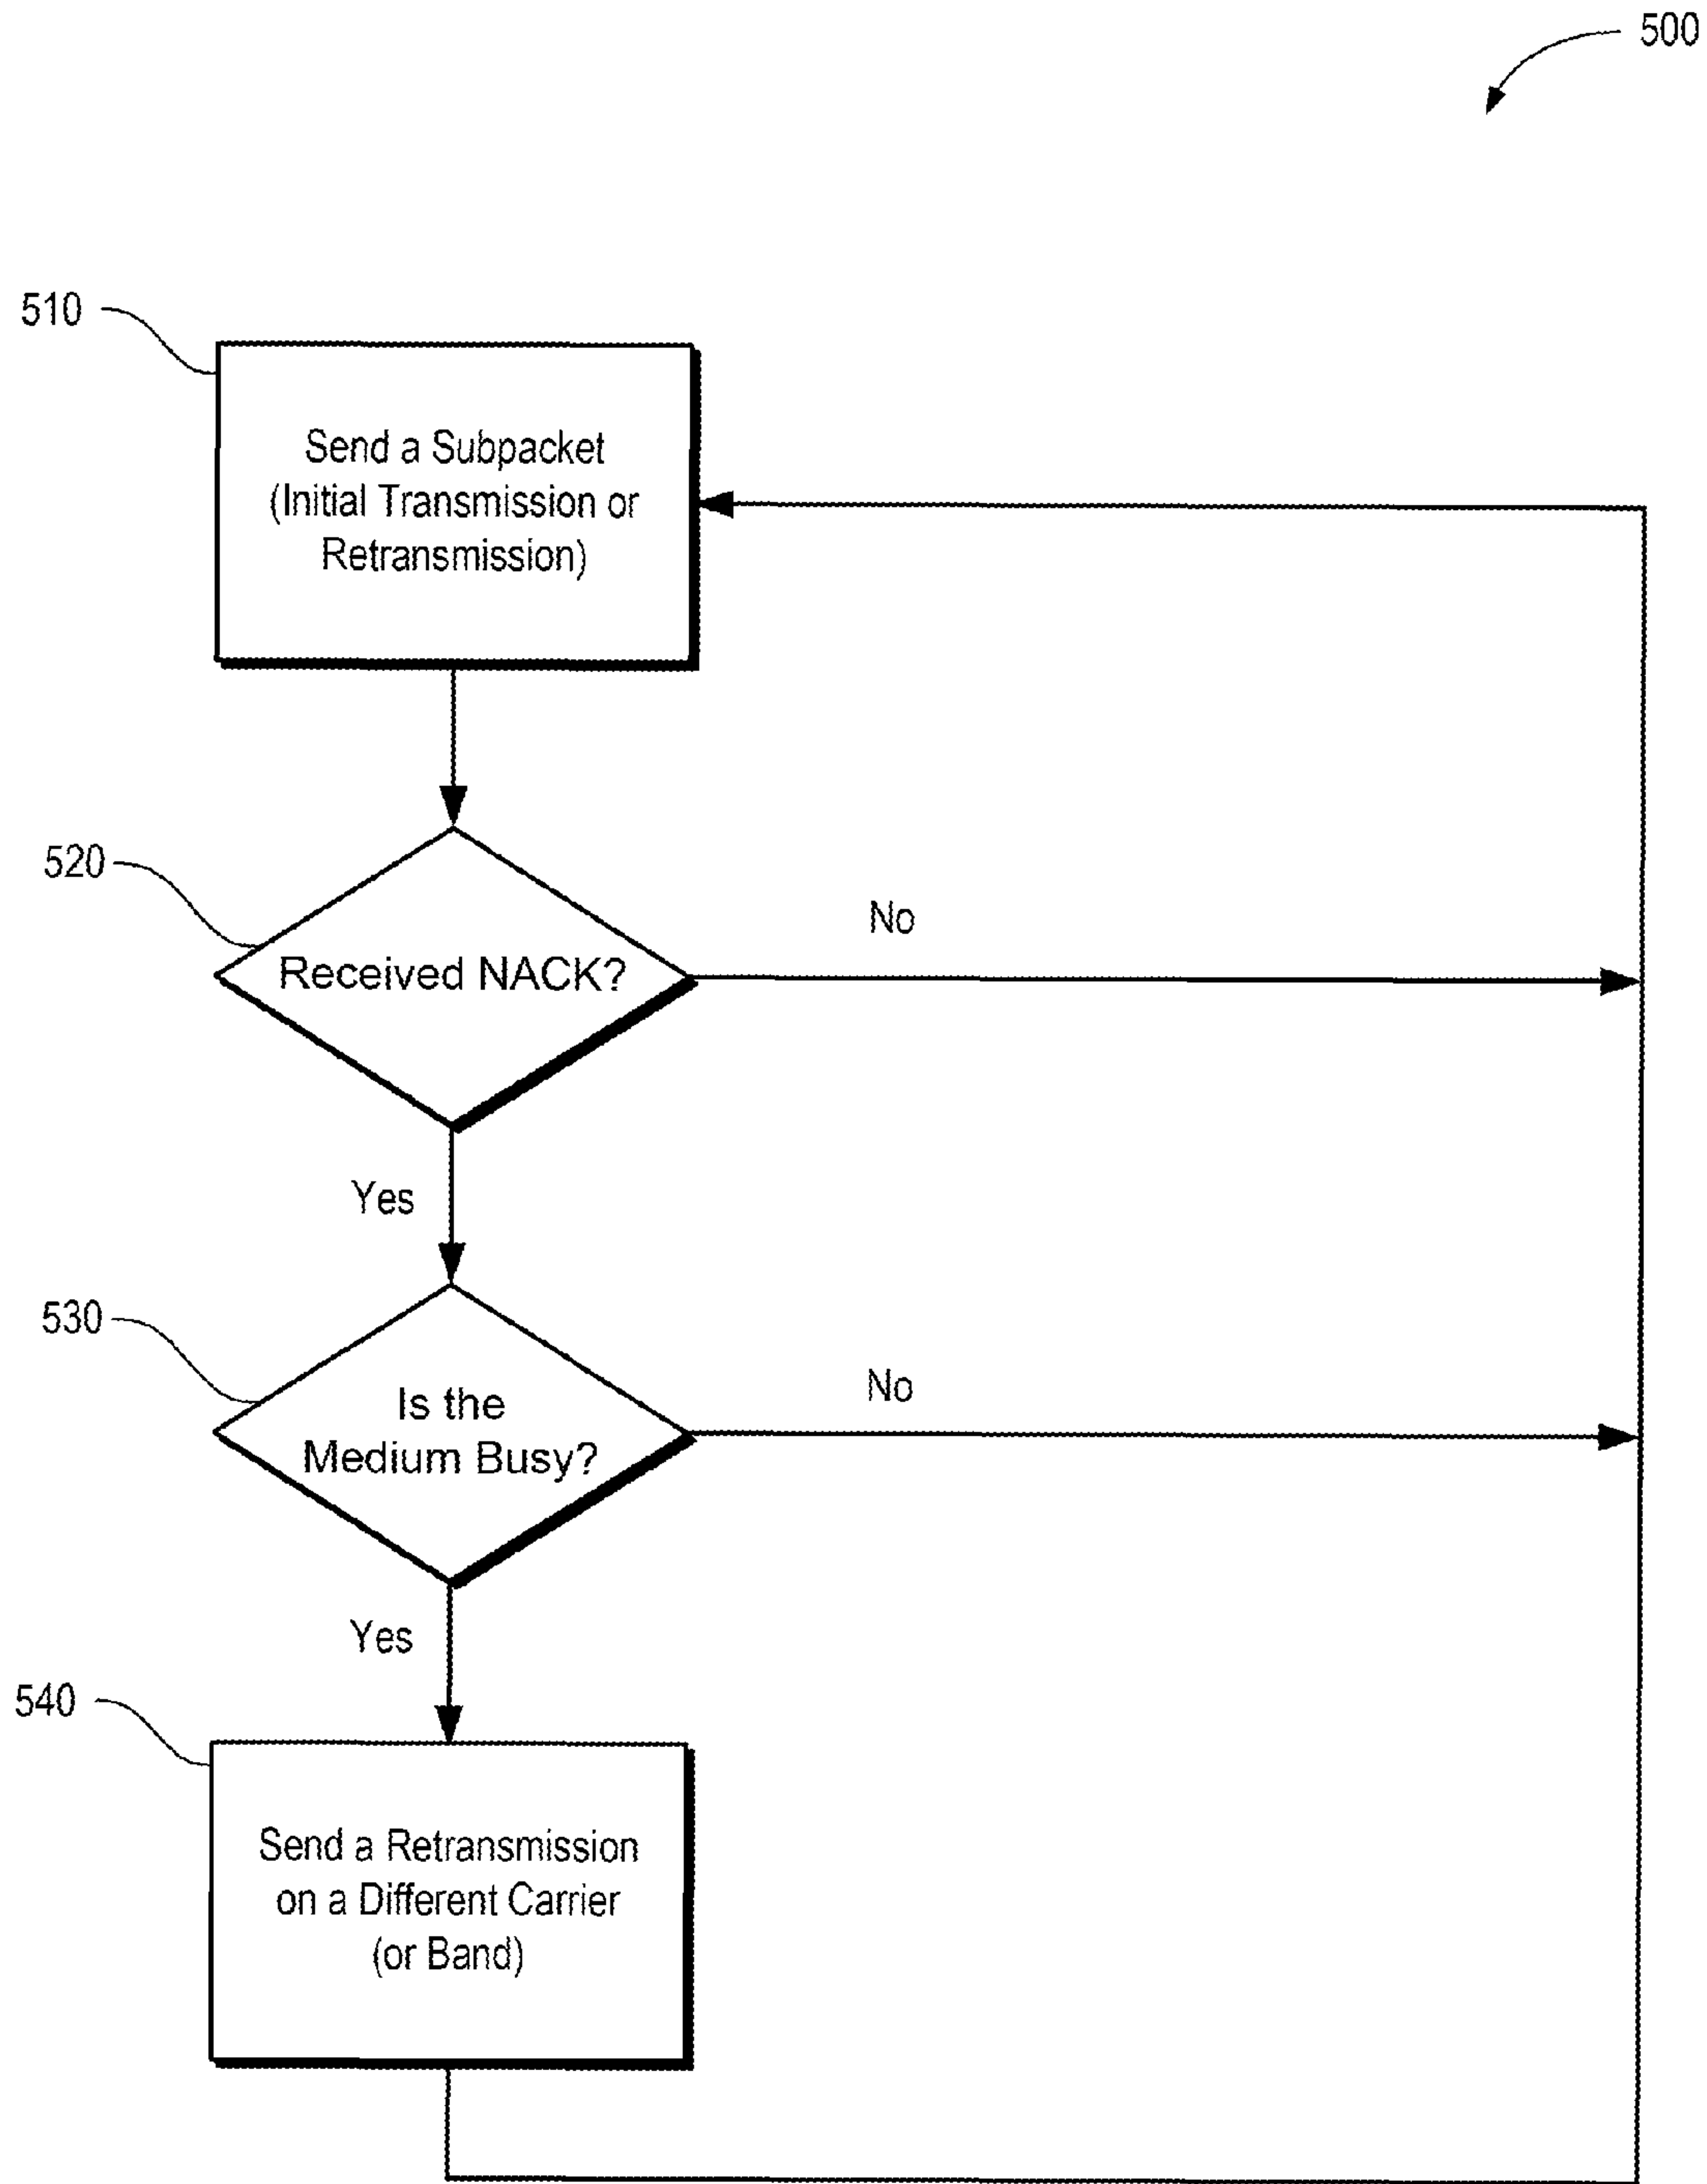 500
510
Send a Subpacket
(Initial Transmission or
Retransmission)
520
Received NACK?
No
Yes
530
Is the
Medium Busy?
No
Yes
540
Send a Retransmission
on a Different Carrier
(or Band)